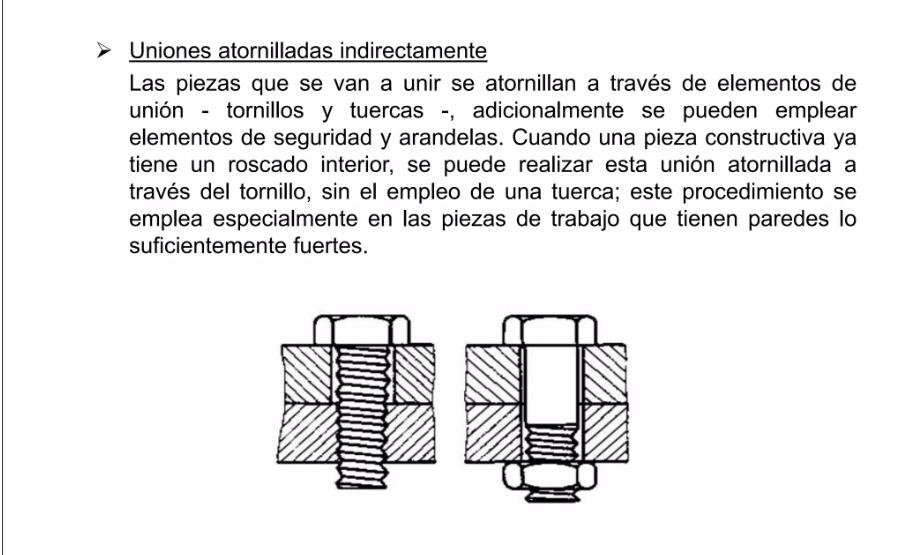 ➢ Uniones atornilladas indirectamente
Las piezas que se van a unir se atornillan a través de elementos de
unión - tornillos y tuercas -, adicionalmente se pueden emplear
elementos de seguridad y arandelas. Cuando una pieza constructiva ya
tiene un roscado interior, se puede realizar esta unión atornillada a
través del tornillo, sin el empleo de una tuerca; este procedimiento se
emplea especialmente en las piezas de trabajo que tienen paredes lo
suficientemente fuertes.